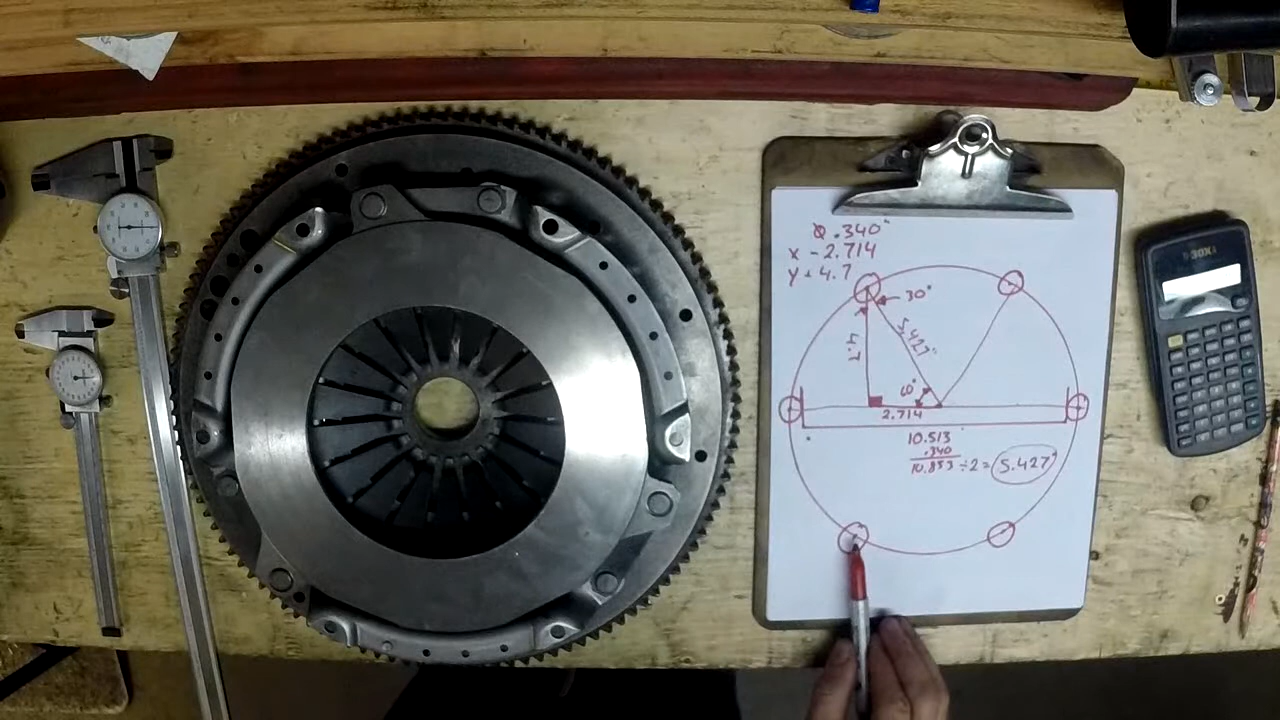 Ø .340"
x - 2.714
y + 4.7
30°
5.427"
4.7
60°
2.714
10.513
.340
10.853 ÷2= 5.427"
30X